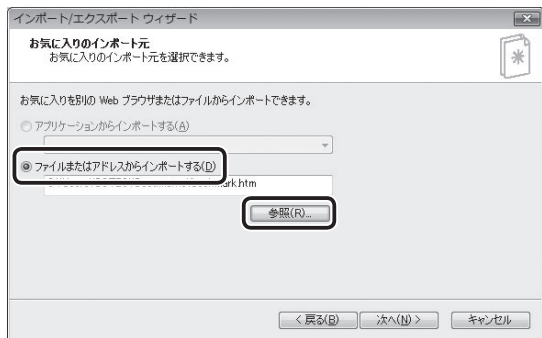 インポート/エクスポート ウィザード
お気に入りのインポート元
お気に入りのインポート元を選択できます。
お気に入りを別の Web ブラウザまたはファイルからインポートできます。
アプリケーションからインポートする(A)
ファイルまたはアドレスからインポートする(D)
参照(R)...
< 戻る(B)
次へ(N) >
キャンセル